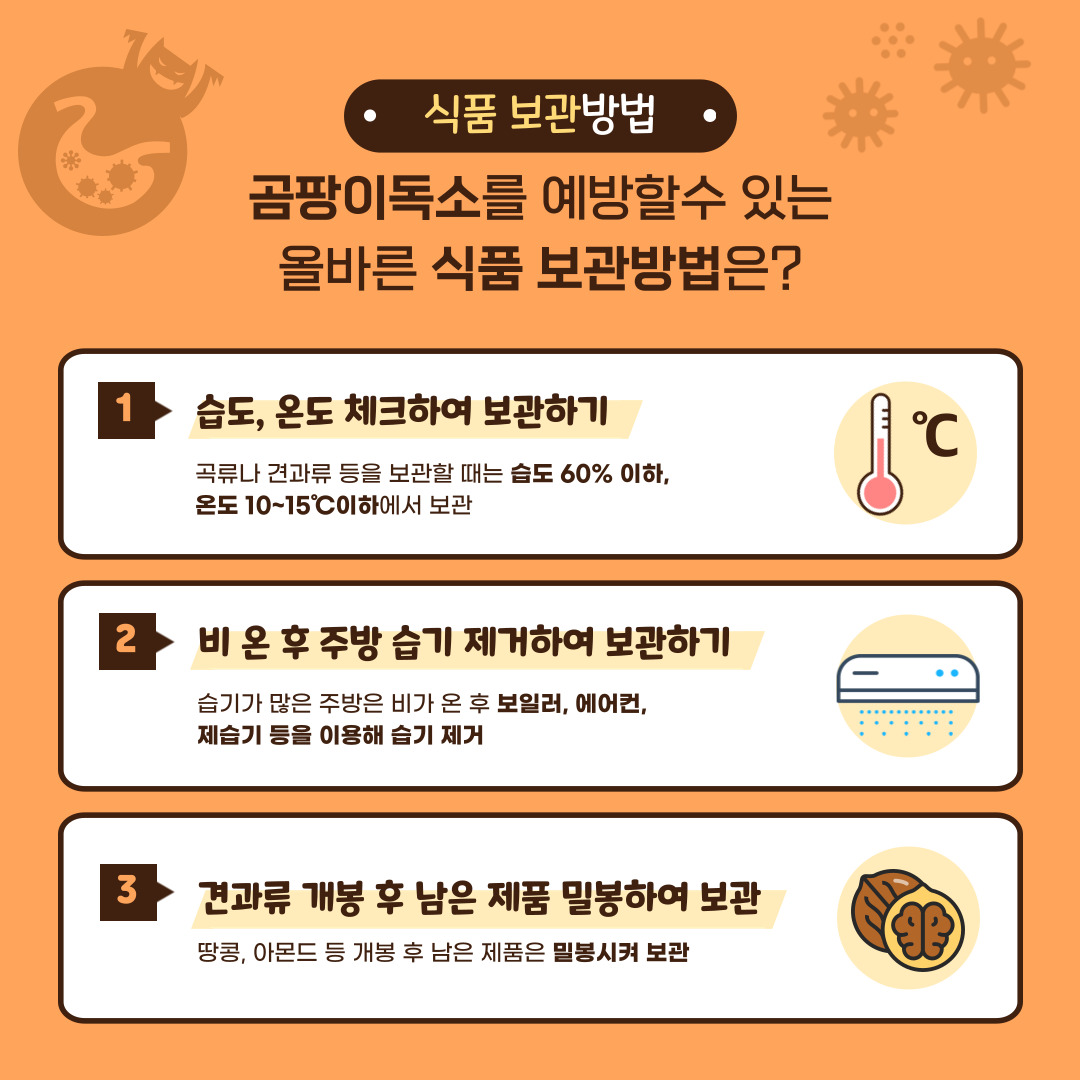 식품 보관방법
곰팡이독소를 예방할수 있는
올바른 식품 보관방법은?
1
습도, 온도 체크하여 보관하기
곡류나 견과류 등을 보관할 때는 습도 60% 이하,
온도 10~15℃이하에서 보관
℃
2
비 온 후 주방 습기 제거하여 보관하기
습기가 많은 주방은 비가 온 후 보일러, 에어컨,
제습기 등을 이용해 습기 제거
3
견과류 개봉 후 남은 제품 밀봉하여 보관
땅콩, 아몬드 등 개봉 후 남은 제품은 밀봉시켜 보관